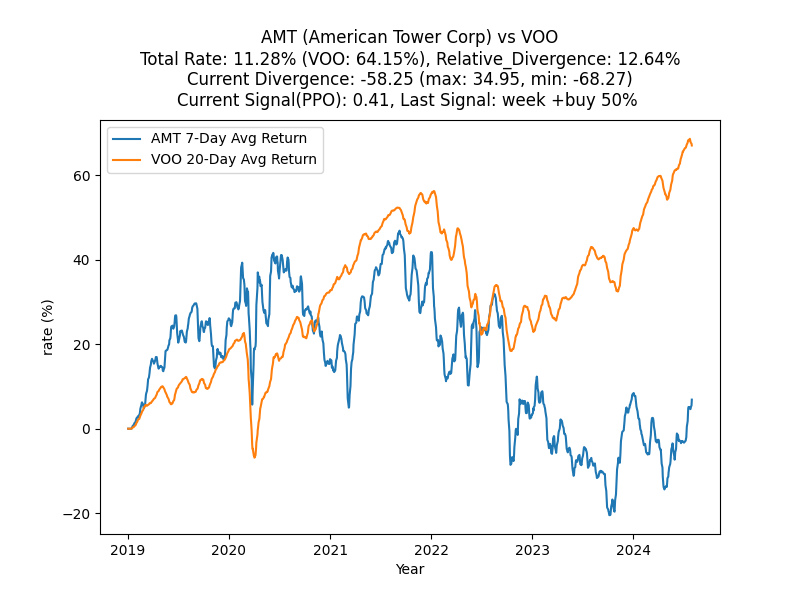 AMT (American Tower Corp) vs VOO
Total Rate: 11.28% (VOO: 64.15%), Relative_Divergence: 12.64%
Current Divergence: -58.25 (max: 34.95, min: -68.27)
Current Signal(PPO): 0.41, Last Signal: week +buy 50%
AMT 7-Day Avg Return
VOO 20-Day Avg Return
rate (%)
60
40
20
0
−20
2019 2020 2021 2022 2023 2024
Year